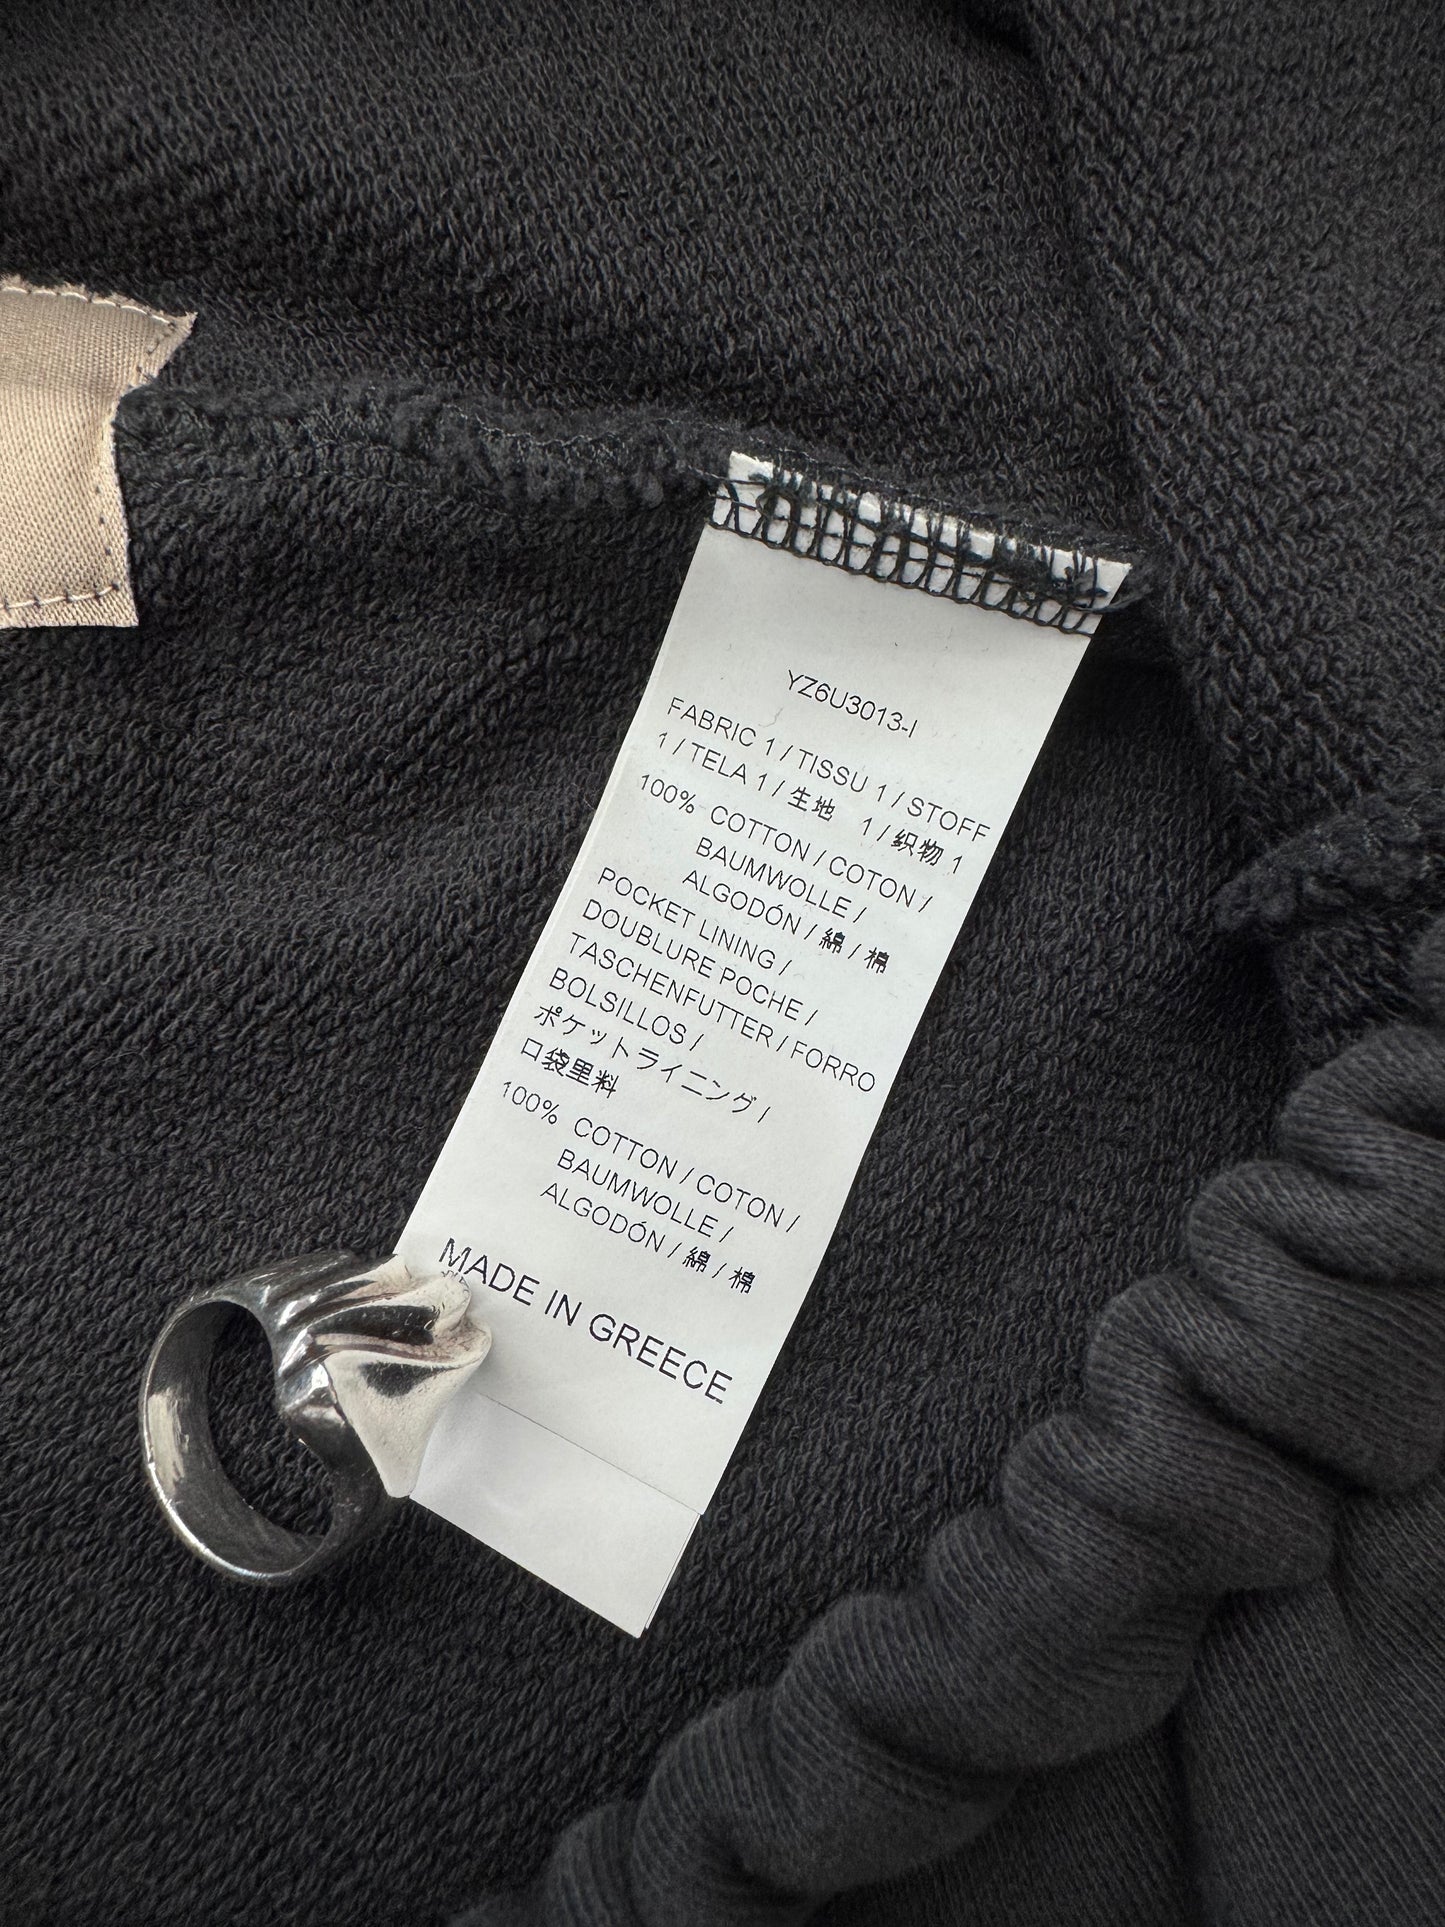 YZ6U3013-I
FABRIC 1 / TISSU 1 / STOFF
1 / TELA 1 / 生地 1 / 织物 1
100% COTTON / COTON /
BAUMWOLLE /
ALGODÓN / 綿 / 棉
POCKET LINING /
DOUBLURE POCHE /
TASCHENFUTTER / FORRO
BOLSILLOS /
ポケットライニング /
口袋里料
100% COTTON / COTON /
BAUMWOLLE /
ALGODÓN / 綿 / 棉
MADE IN GREECE